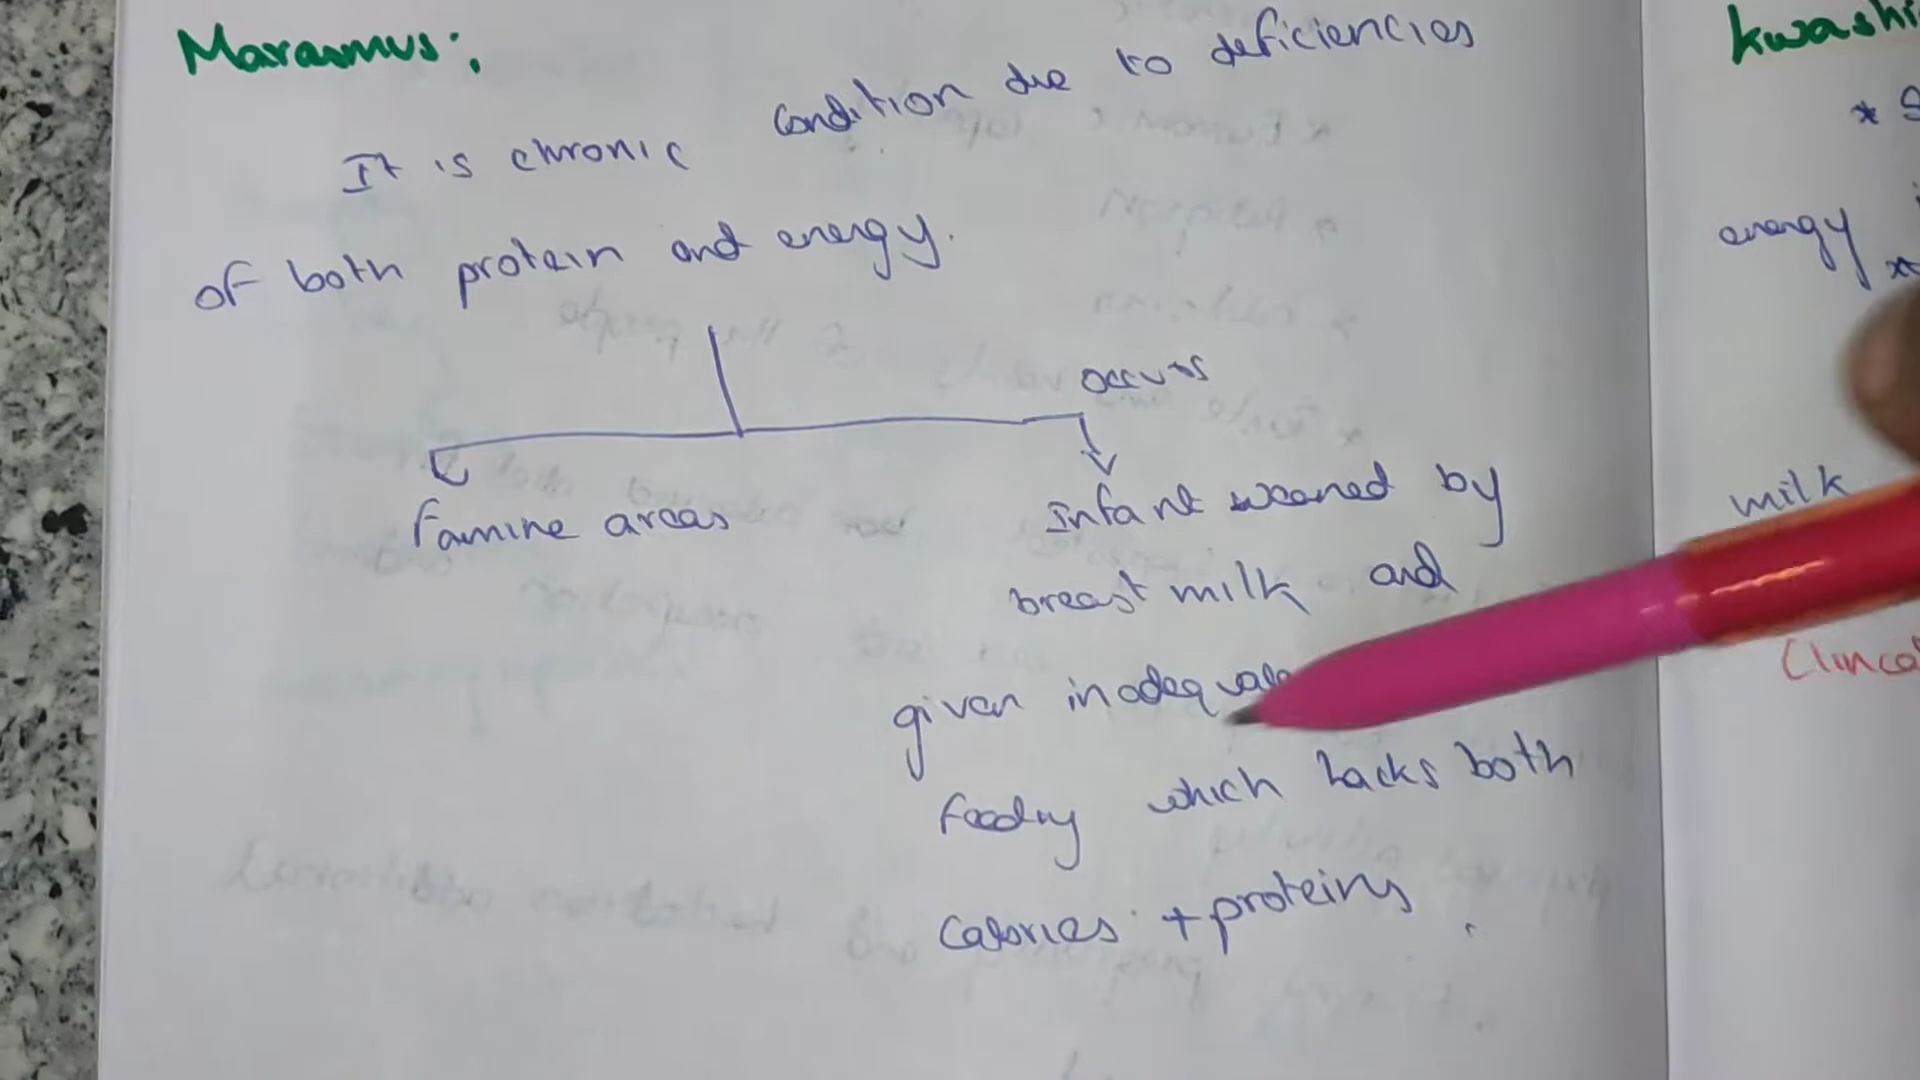 Marasmus:
It is chronic condition due to deficiencies
of both protein and energy.
occurs
Famine areas
Infant weaned by
breast milk and
given
feeding which lacks both
Calories + proteins.
energy
milk